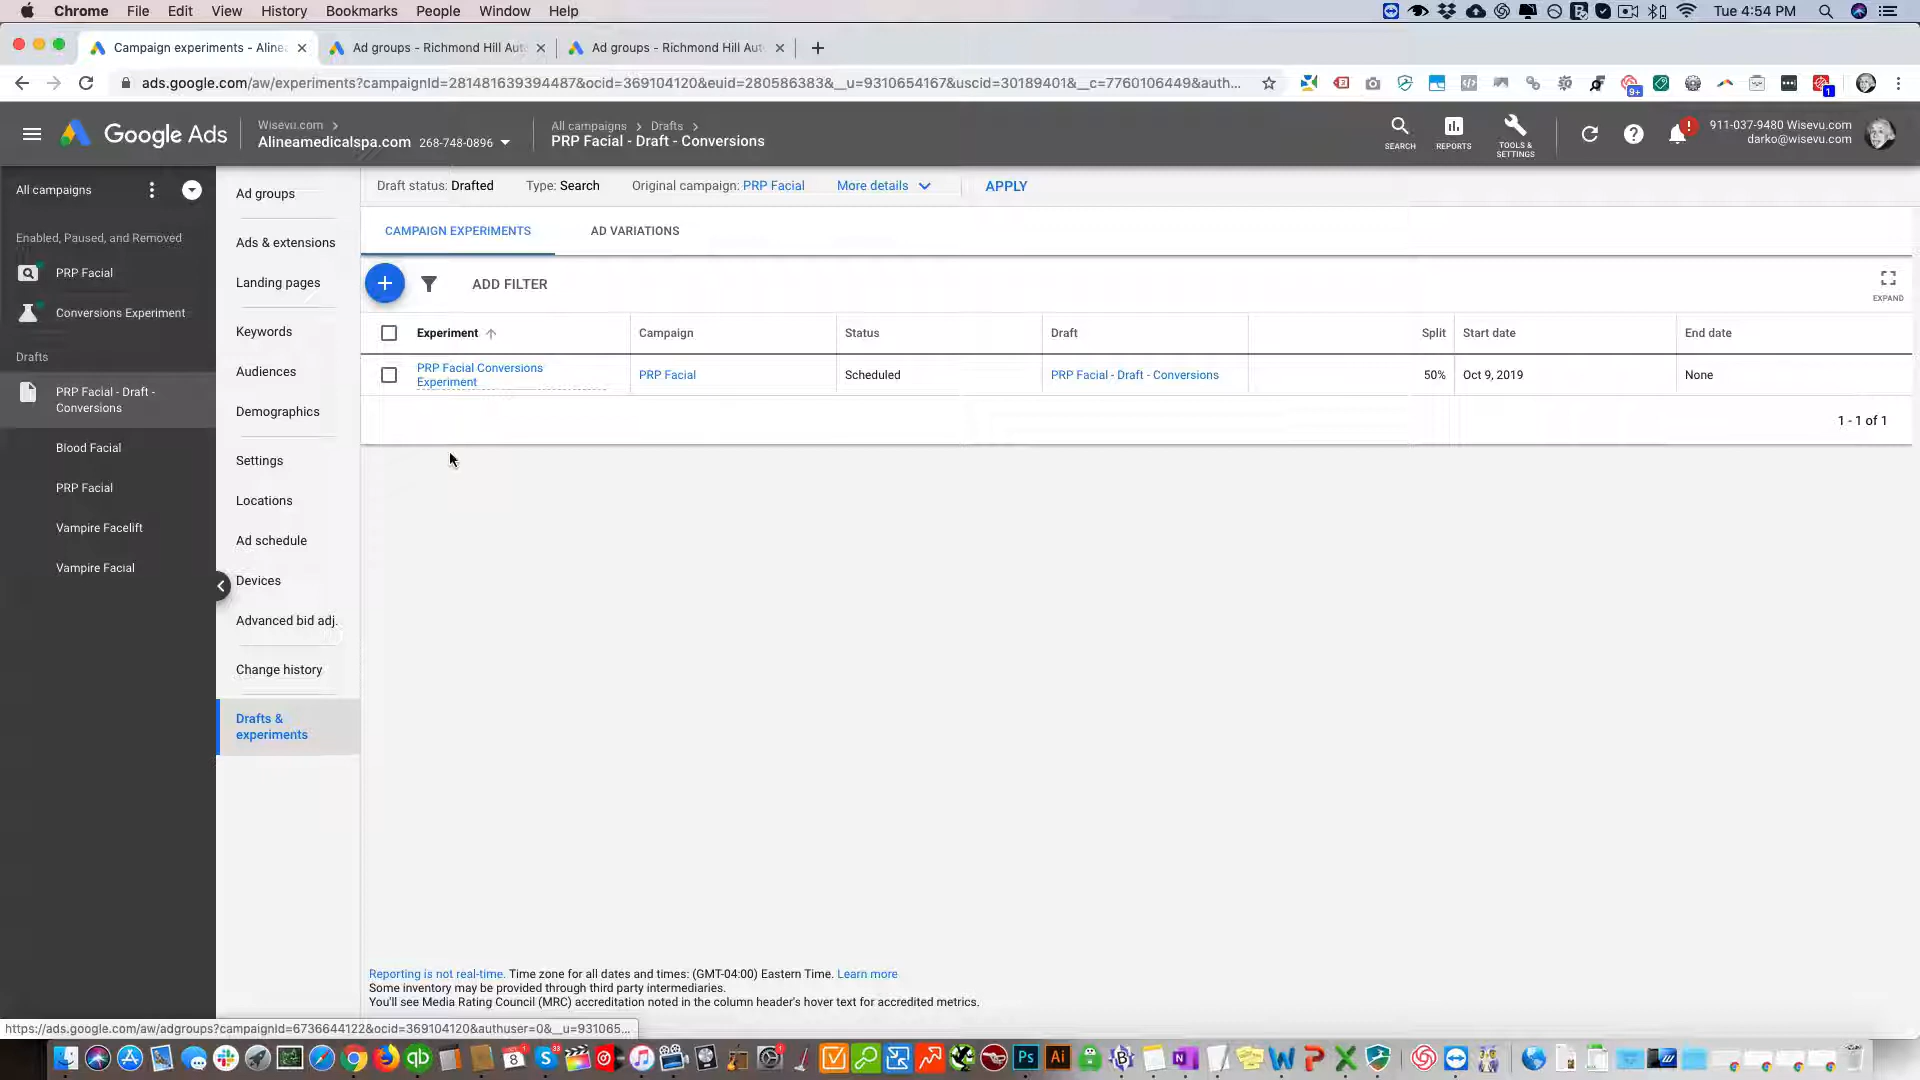 Chrome File Edit View History Bookmarks People Window Help Tue 4:54 PM
Campaign experiments - Aline Ad groups - Richmond Hill Aut Ad groups - Richmond Hill Aut
ads.google.com/aw/experiments?campaignId=281481639394487&ocid=369104120&euid=280586383&__u=9310654167&uscid=30189401&__c=7760106449&auth...
9+
1
Google Ads
Wisevu.com
Alineamedicalspa.com 268-748-0896
All campaigns Drafts
PRP Facial - Draft - Conversions
SEARCH
REPORTS
TOOLS &
SETTINGS
911-037-9480 Wisevu.com
darko@wisevu.com
All campaigns
Enabled, Paused, and Removed
PRP Facial
Conversions Experiment
Drafts
PRP Facial - Draft -
Conversions
Blood Facial
PRP Facial
Vampire Facelift
Vampire Facial
Ad groups
Ads & extensions
Landing pages
Keywords
Audiences
Demographics
Settings
Locations
Ad schedule
Devices
Advanced bid adj.
Change history
Drafts &
experiments
Draft status: Drafted Type: Search Original campaign: PRP Facial More details APPLY
CAMPAIGN EXPERIMENTS AD VARIATIONS
ADD FILTER
EXPAND
Experiment Campaign Status Draft Split Start date End date
PRP Facial Conversions
Experiment
PRP Facial Scheduled PRP Facial - Draft - Conversions 50% Oct 9, 2019 None
1 - 1 of 1
Reporting is not real-time. Time zone for all dates and times: (GMT-04:00) Eastern Time. Learn more
Some inventory may be provided through third party intermediaries.
You'll see Media Rating Council (MRC) accreditation noted in the column header's hover text for accredited metrics.
https://ads.google.com/aw/adgroups?campaignId=6736644122&ocid=369104120&authuser=0&__u=931065...